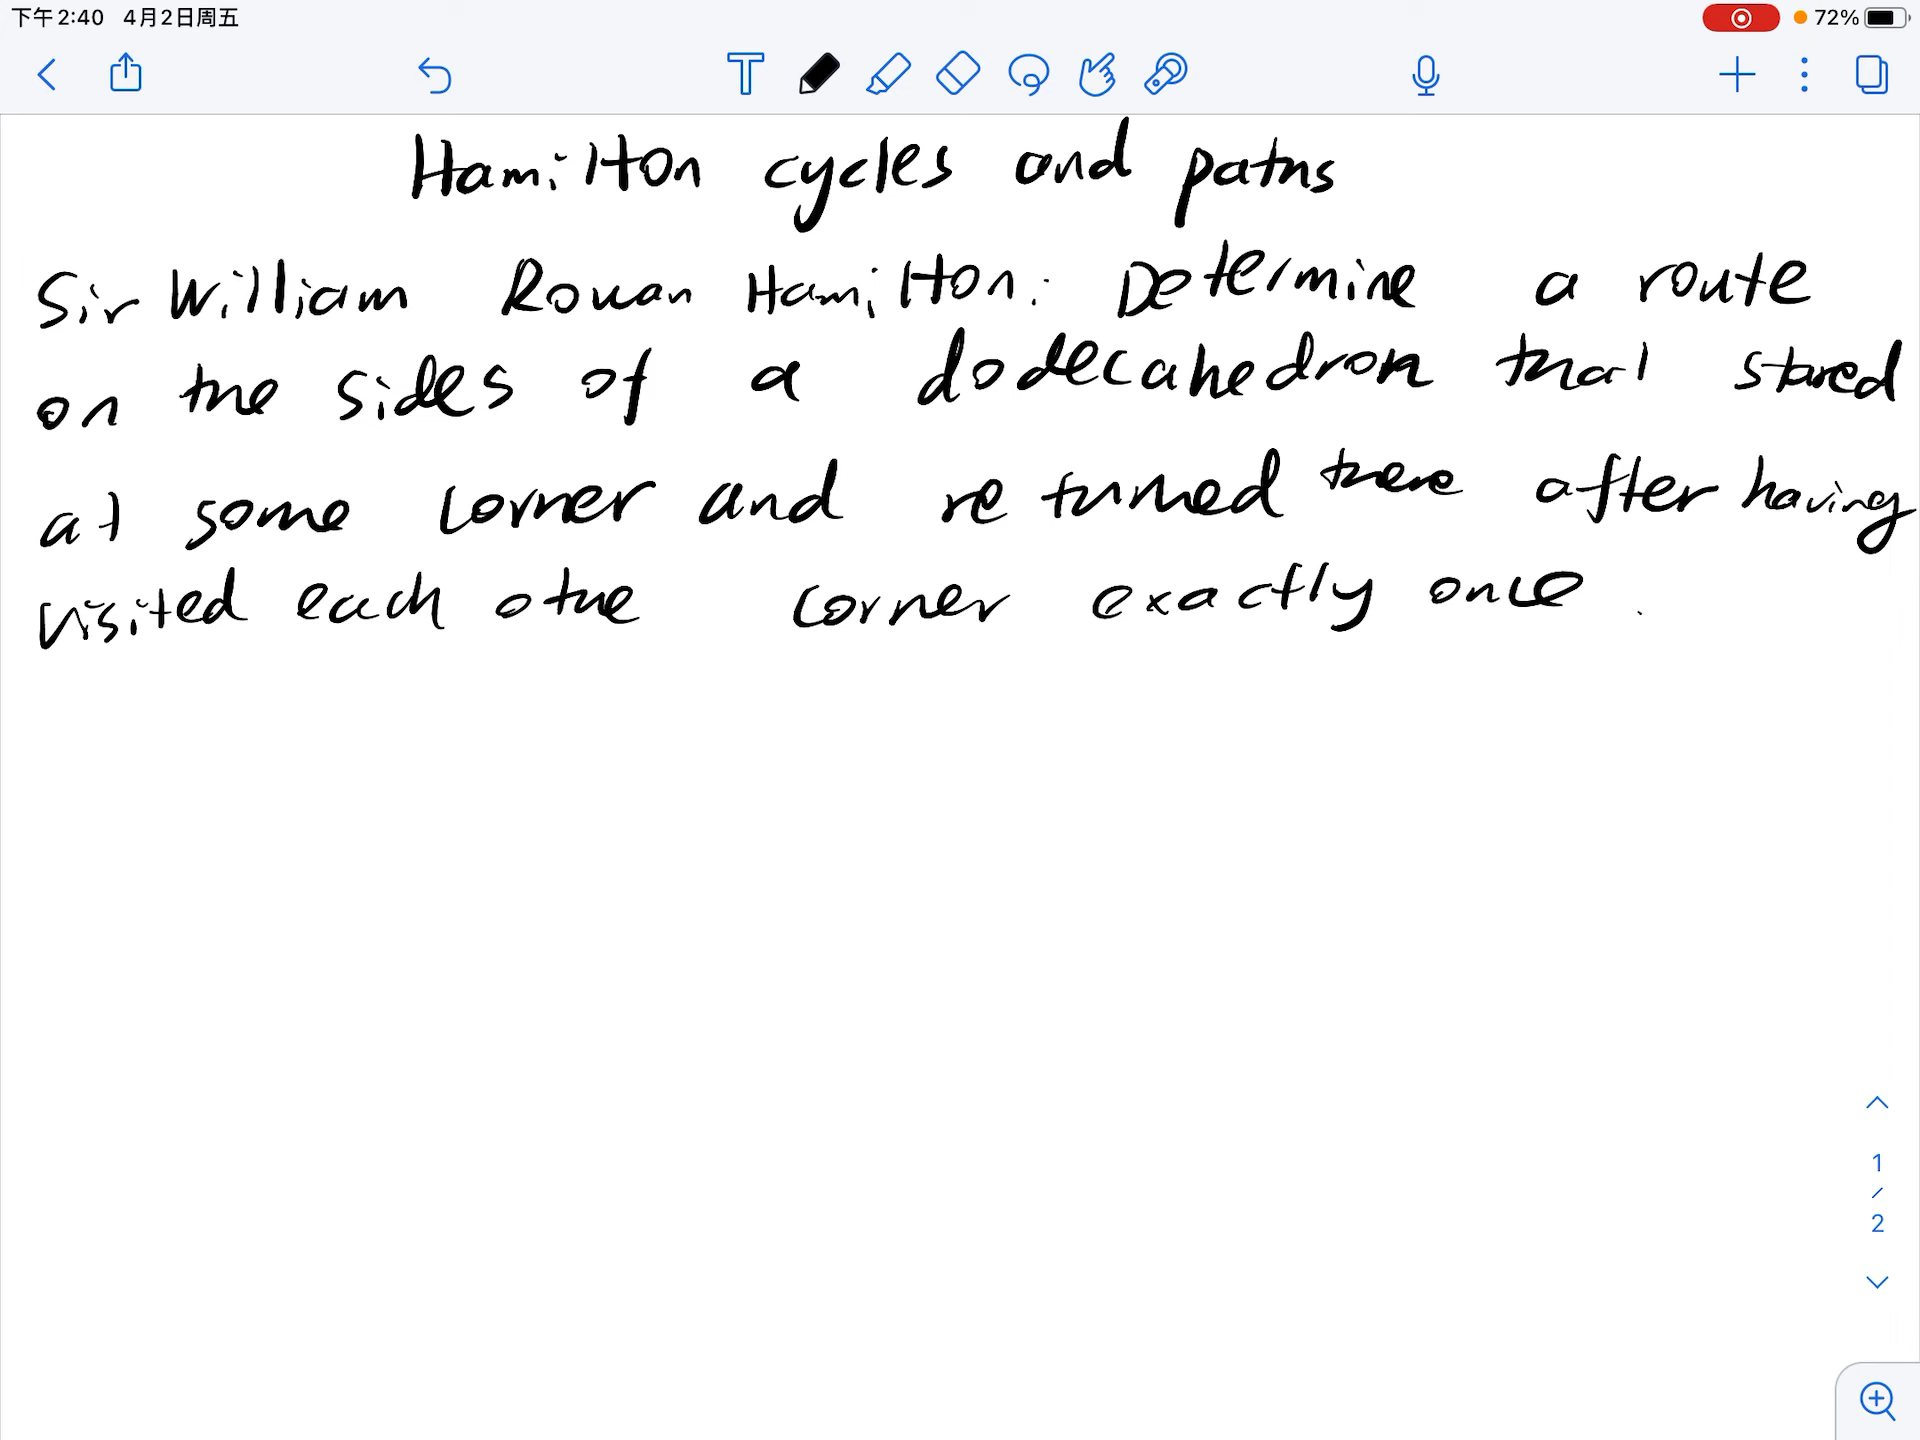 下午2:40 4月2日周五
72%
Hamilton cycles and paths
Sir William Rowan Hamilton: Determine a route
on the sides of a dodecahedron that stared
at some corner and returned there after having
visited each othe corner exactly once.
1
/
2